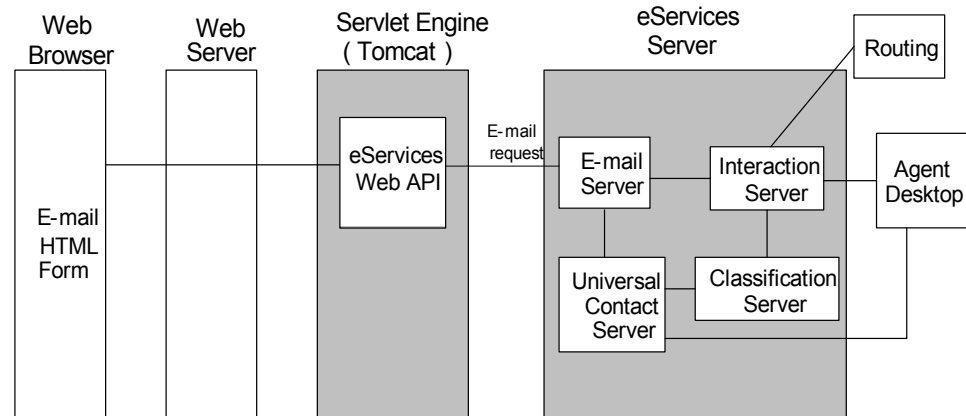 Web
Browser
Web
Server
Servlet Engine
( Tomcat )
eServices
Server
Routing
E-mail
request
eServices
Web API
E-mail
Server
Interaction
Server
Agent
Desktop
E-mail
HTML
Form
Universal
Contact
Server
Classification
Server